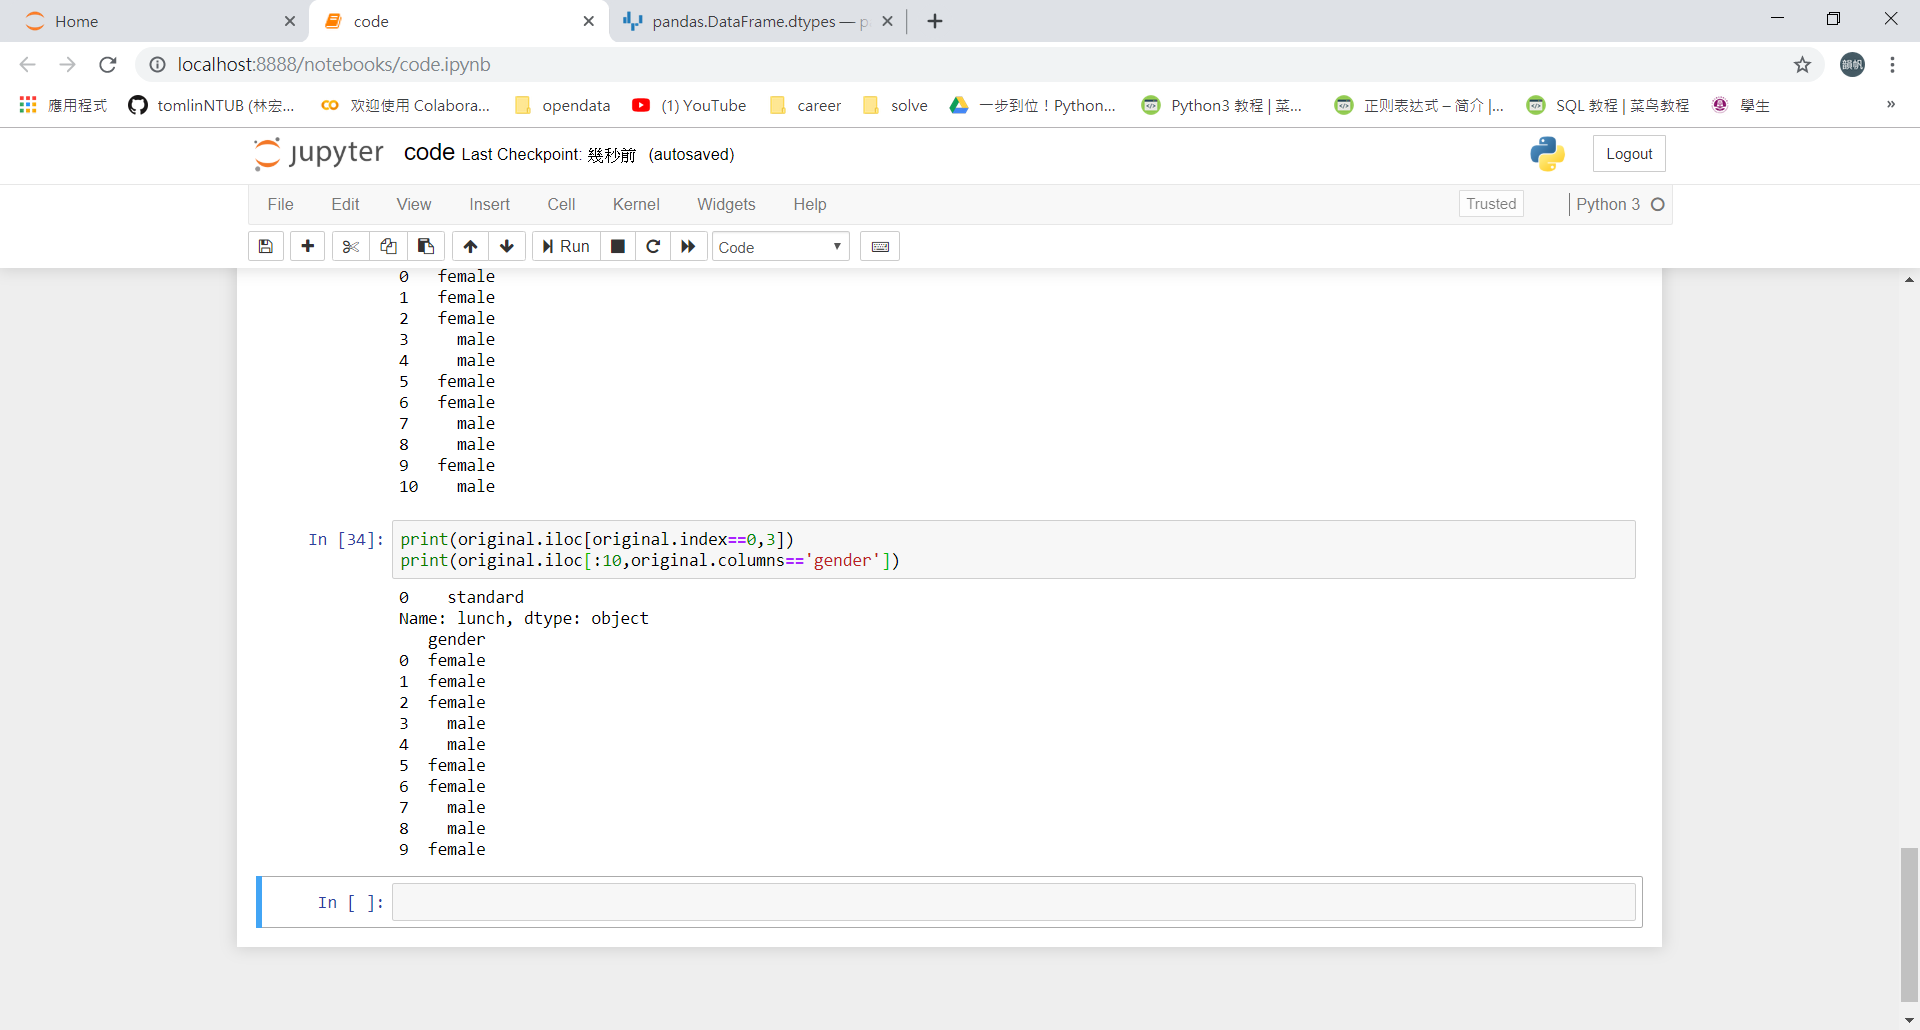 Home
code
pandas.DataFrame.dtypes — p
localhost:8888/notebooks/code.ipynb
韻帆
應用程式
tomlinNTUB (林宏...
欢迎使用 Colabora...
opendata
(1) YouTube
career
solve
一步到位！Python...
Python3 教程 | 菜...
正则表达式 – 简介 |...
SQL 教程 | 菜鸟教程
學生
»
jupyter code Last Checkpoint: 幾秒前 (autosaved)
Logout
File Edit View Insert Cell Kernel Widgets Help
Trusted
Python 3
Run
Code
0 female
1 female
2 female
3 male
4 male
5 female
6 female
7 male
8 male
9 female
10 male
In [34]:
print(original.iloc[original.index==0,3])
print(original.iloc[:10,original.columns=='gender'])
0 standard
Name: lunch, dtype: object
gender
0 female
1 female
2 female
3 male
4 male
5 female
6 female
7 male
8 male
9 female
In [ ]: